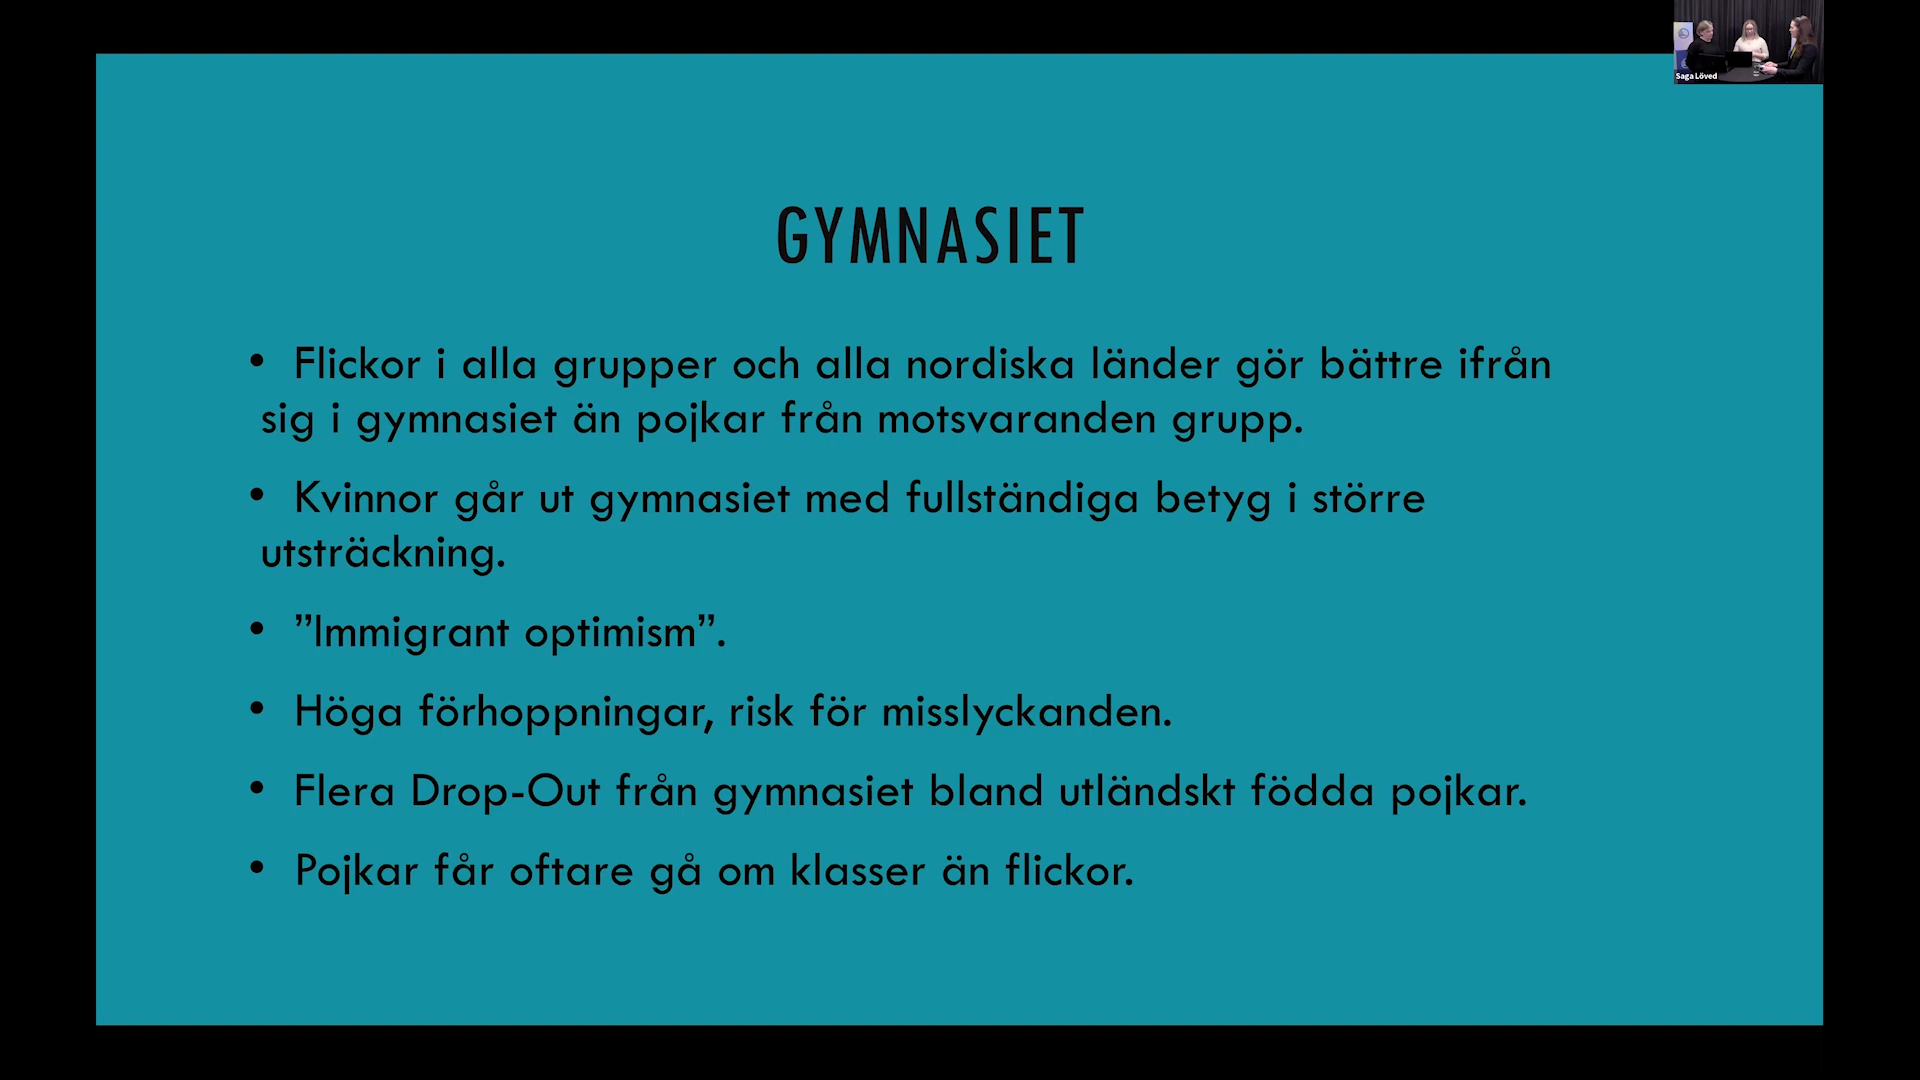 Saga Löved
GYMNASIET
• Flickor i alla grupper och alla nordiska länder gör bättre ifrån
sig i gymnasiet än pojkar från motsvaranden grupp.
• Kvinnor går ut gymnasiet med fullständiga betyg i större
utsträckning.
• ”Immigrant optimism”.
• Höga förhoppningar, risk för misslyckanden.
• Flera Drop-Out från gymnasiet bland utländskt födda pojkar.
• Pojkar får oftare gå om klasser än flickor.